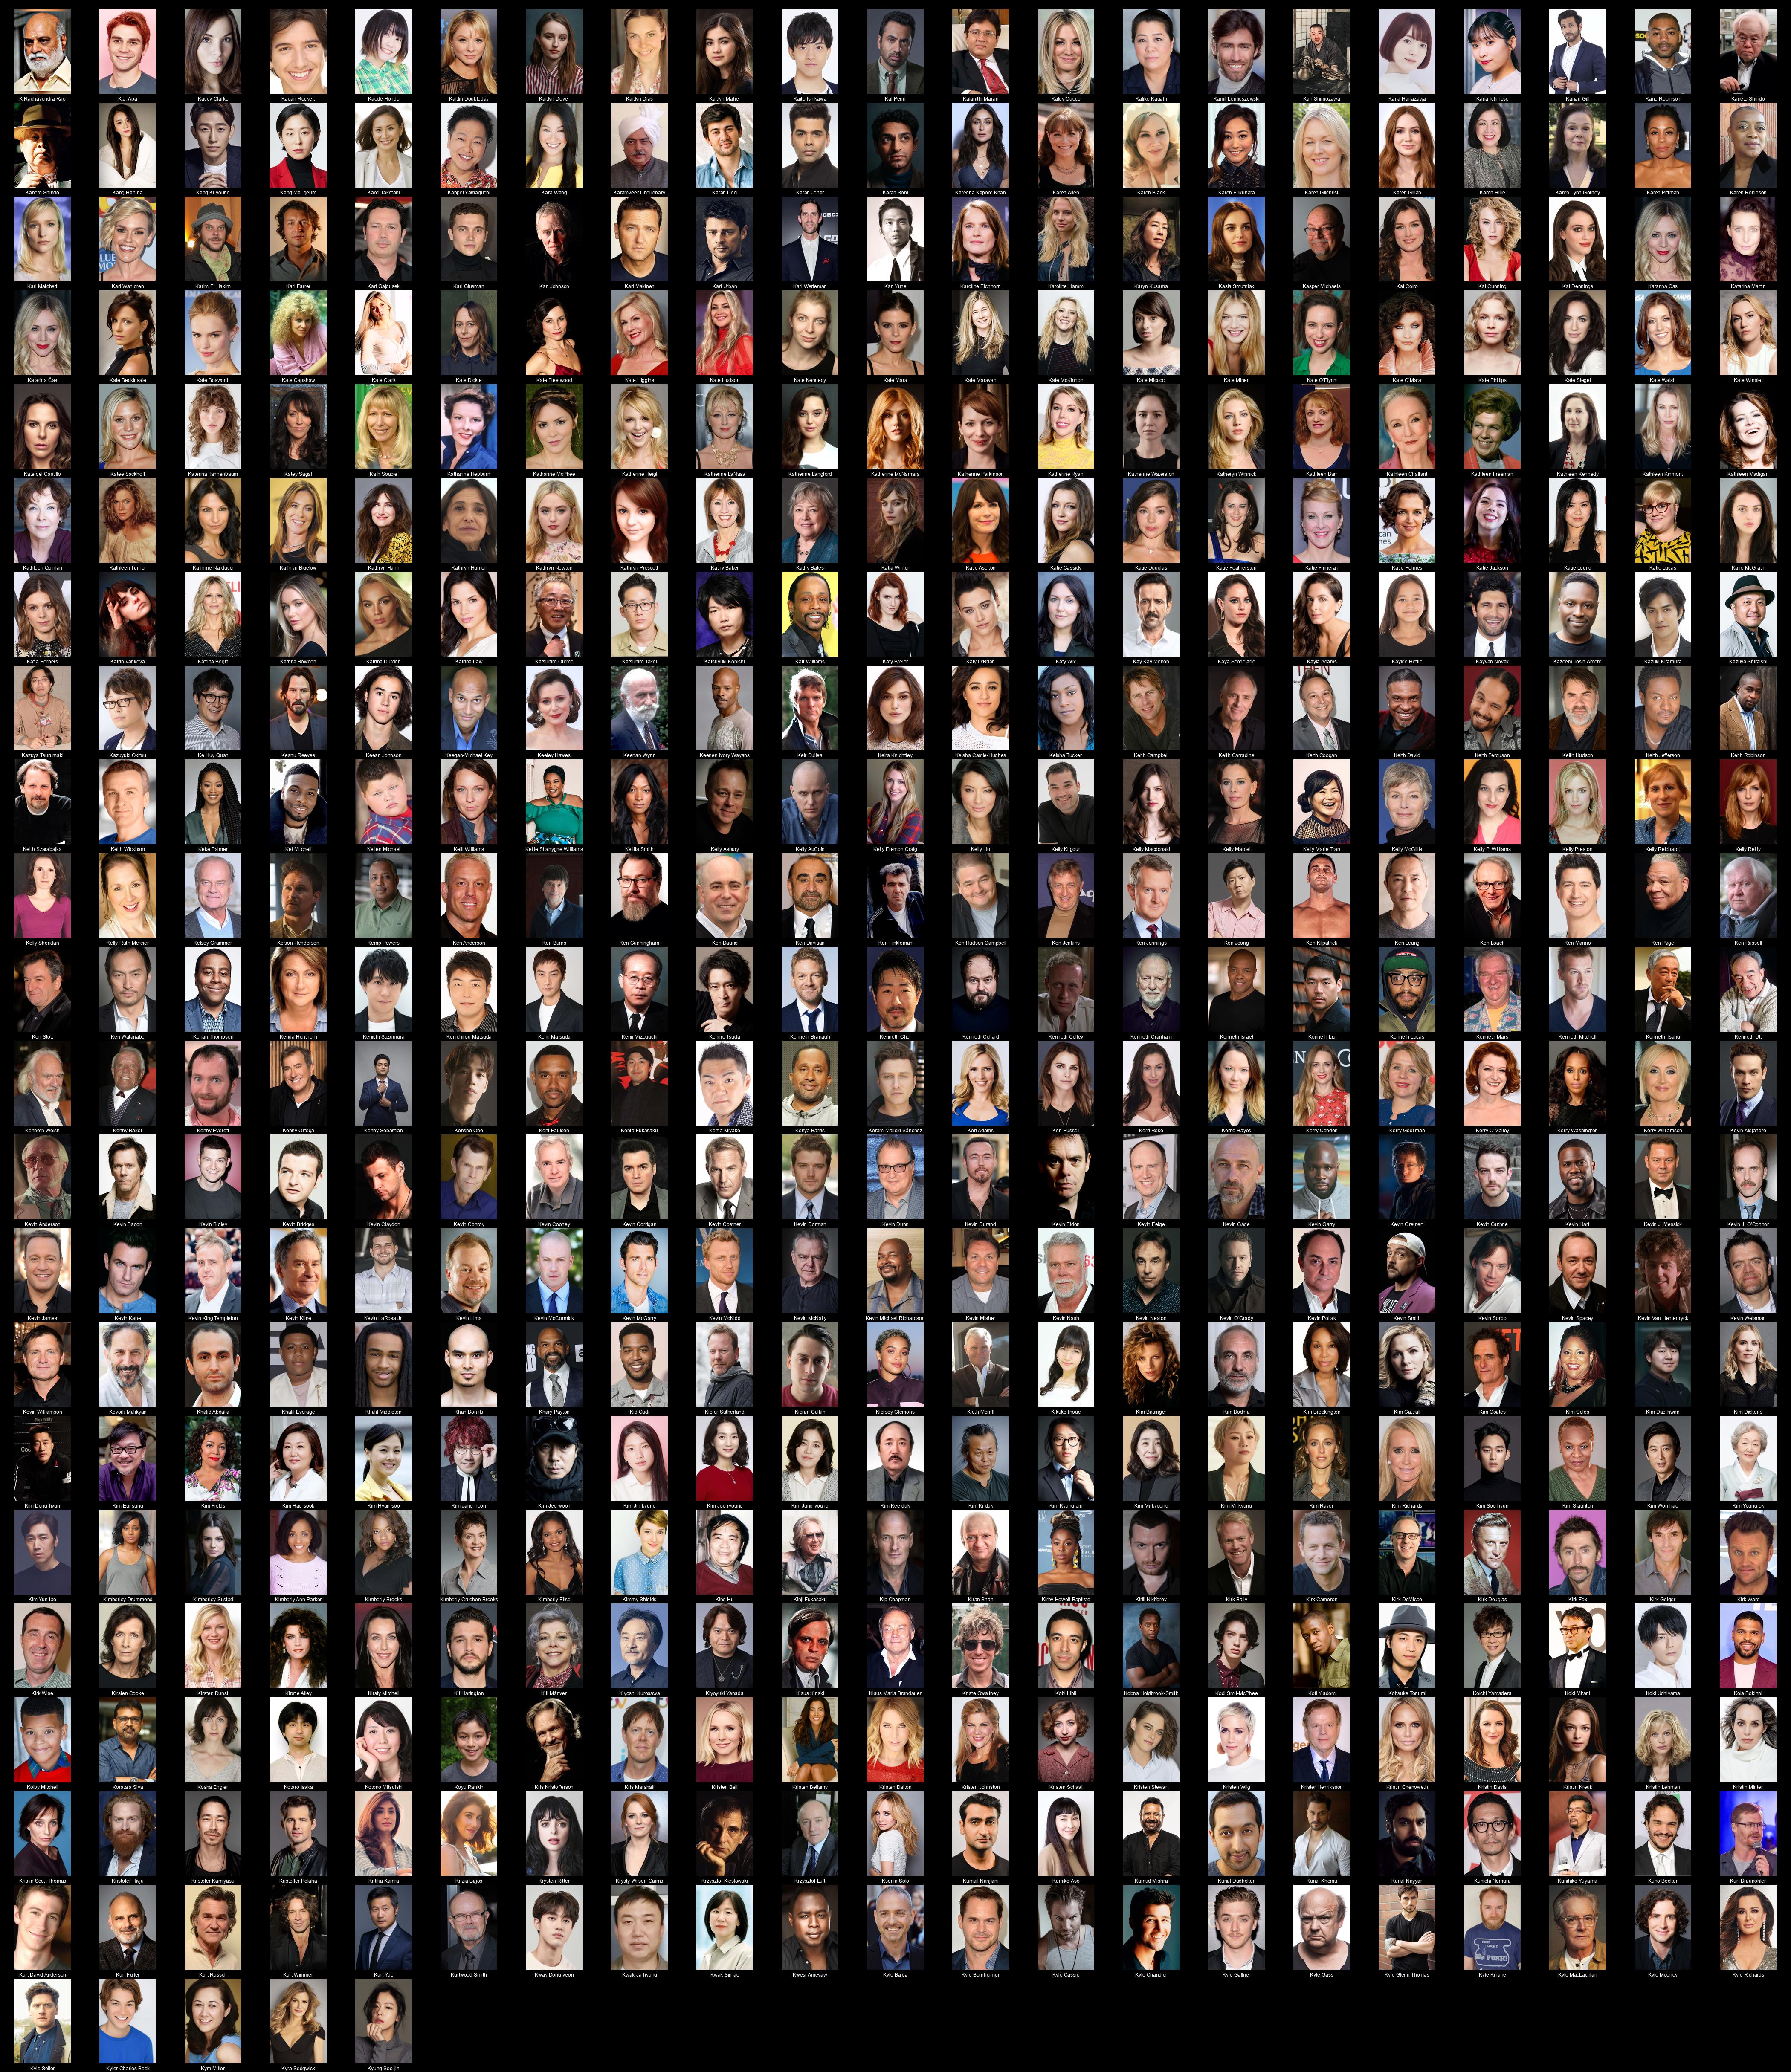 K Raghavendra Rao K.J. Apa Kacey Clarke Kadan Rockett Kaede Hondo Kaitlin Doubleday Kaitlyn Dever Kaitlyn Dias Kaitlyn Maher Kaito Ishikawa Kal Penn Kalanithi Maran Kaley Cuoco Kaliko Kauahi Kamil Lemieszewski Kan Shimozawa Kana Hanazawa Kana Ichinose Kanan Gill Kane Robinson Kaneto Shindo
Kaneto Shindō Kang Han-na Kang Ki-young Kang Mal-geum Kaori Taketani Kappei Yamaguchi Kara Wang Karamveer Choudhary Karan Deol Karan Johar Karan Soni Kareena Kapoor Khan Karen Allen Karen Black Karen Fukuhara Karen Gilchrist Karen Gillan Karen Huie Karen Lynn Gorney Karen Pittman Karen Robinson
Kari Matchett Kari Wahlgren Karim El Hakim Karl Farrer Karl Gajdusek Karl Glusman Karl Johnson Karl Makinen Karl Urban Karl Werleman Karl Yune Karoline Eichhorn Karoline Hamm Karyn Kusama Kasia Smutniak Kasper Michaels Kat Coiro Kat Cunning Kat Dennings Katarina Cas Katarina Martin
Katarina Čas Kate Beckinsale Kate Bosworth Kate Capshaw Kate Clark Kate Dickie Kate Fleetwood Kate Higgins Kate Hudson Kate Kennedy Kate Mara Kate Maravan Kate McKinnon Kate Micucci Kate Miner Kate O'Flynn Kate O'Mara Kate Phillips Kate Siegel Kate Walsh Kate Winslet
Kate del Castillo Katee Sackhoff Katerina Tannenbaum Katey Sagal Kath Soucie Katharine Hepburn Katharine McPhee Katherine Heigl Katherine LaNasa Katherine Langford Katherine McNamara Katherine Parkinson Katherine Ryan Katherine Waterston Katheryn Winnick Kathleen Barr Kathleen Chalfant Kathleen Freeman Kathleen Kennedy Kathleen Kinmont Kathleen Madigan
Kathleen Quinlan Kathleen Turner Kathrine Narducci Kathryn Bigelow Kathryn Hahn Kathryn Hunter Kathryn Newton Kathryn Prescott Kathy Baker Kathy Bates Katia Winter Katie Aselton Katie Cassidy Katie Douglas Katie Featherston Katie Finneran Katie Holmes Katie Jackson Katie Leung Katie Lucas Katie McGrath
Katja Herbers Katrin Vankova Katrina Begin Katrina Bowden Katrina Durden Katrina Law Katsuhiro Otomo Katsuhiro Takei Katsuyuki Konishi Katt Williams Katy Breier Katy O'Brian Katy Wix Kay Kay Menon Kaya Scodelario Kayla Adams Kaylee Hottle Kayvan Novak Kazeem Tosin Amore Kazuki Kitamura Kazuya Shiraishi
Kazuya Tsurumaki Kazuyuki Okitsu Ke Huy Quan Keanu Reeves Keean Johnson Keegan-Michael Key Keeley Hawes Keenan Wynn Keenen Ivory Wayans Keir Dullea Keira Knightley Keisha Castle-Hughes Keisha Tucker Keith Campbell Keith Carradine Keith Coogan Keith David Keith Ferguson Keith Hudson Keith Jefferson Keith Robinson
Keith Szarabajka Keith Wickham Keke Palmer Kel Mitchell Kellen Michael Kelli Williams Kellie Shanygne Williams Kellita Smith Kelly Asbury Kelly AuCoin Kelly Fremon Craig Kelly Hu Kelly Kilgour Kelly Macdonald Kelly Marcel Kelly Marie Tran Kelly McGillis Kelly P. Williams Kelly Preston Kelly Reichardt Kelly Reilly
Kelly Sheridan Kelly-Ruth Mercier Kelsey Grammer Kelson Henderson Kemp Powers Ken Anderson Ken Burns Ken Cunningham Ken Daurio Ken Davitian Ken Finkleman Ken Hudson Campbell Ken Jenkins Ken Jennings Ken Jeong Ken Kilpatrick Ken Leung Ken Loach Ken Marino Ken Page Ken Russell
Ken Stott Ken Watanabe Kenan Thompson Kenda Henthorn Kenichi Suzumura Kenichirou Matsuda Kenji Matsuda Kenji Mizoguchi Kenjiro Tsuda Kenneth Branagh Kenneth Choi Kenneth Collard Kenneth Colley Kenneth Cranham Kenneth Israel Kenneth Liu Kenneth Lucas Kenneth Mars Kenneth Mitchell Kenneth Tsang Kenneth Utt
Kenneth Welsh Kenny Baker Kenny Everett Kenny Ortega Kenny Sebastian Kensho Ono Kent Faulcon Kenta Fukasaku Kenta Miyake Kenya Barris Keram Malicki-Sánchez Keri Adams Keri Russell Kerri Rose Kerrie Hayes Kerry Condon Kerry Godliman Kerry O'Malley Kerry Washington Kerry Williamson Kevin Alejandro
Kevin Anderson Kevin Bacon Kevin Bigley Kevin Bridges Kevin Claydon Kevin Conroy Kevin Cooney Kevin Corrigan Kevin Costner Kevin Dorman Kevin Dunn Kevin Durand Kevin Eldon Kevin Feige Kevin Gage Kevin Garry Kevin Greutert Kevin Guthrie Kevin Hart Kevin J. Messick Kevin J. O'Connor
Kevin James Kevin Kane Kevin King Templeton Kevin Kline Kevin LaRosa Jr. Kevin Lima Kevin McCormick Kevin McGarry Kevin McKidd Kevin McNally Kevin Michael Richardson Kevin Misher Kevin Nash Kevin Nealon Kevin O'Grady Kevin Pollak Kevin Smith Kevin Sorbo Kevin Spacey Kevin Van Hentenryck Kevin Weisman
Kevin Williamson Kevork Malikyan Khalid Abdalla Khalil Everage Khalil Middleton Khan Bonfils Khary Payton Kid Cudi Kiefer Sutherland Kieran Culkin Kiersey Clemons Kieth Merrill Kikuko Inoue Kim Basinger Kim Bodnia Kim Brockington Kim Cattrall Kim Coates Kim Coles Kim Dae-hwan Kim Dickens
Kim Dong-hyun Kim Eui-sung Kim Fields Kim Hae-sook Kim Hyun-soo Kim Jang-hoon Kim Jee-woon Kim Jin-kyung Kim Joo-ryoung Kim Jung-young Kim Kee-duk Kim Ki-duk Kim Kyung-Jin Kim Mi-kyeong Kim Mi-kyung Kim Raver Kim Richards Kim Soo-hyun Kim Staunton Kim Won-hae Kim Young-ok
Kim Yun-tae Kimberley Drummond Kimberley Sustad Kimberly Ann Parker Kimberly Brooks Kimberly Cruchon Brooks Kimberly Elise Kimmy Shields King Hu Kinji Fukasaku Kip Chapman Kiran Shah Kirby Howell-Baptiste Kirill Nikiforov Kirk Baily Kirk Cameron Kirk DeMicco Kirk Douglas Kirk Fox Kirk Geiger Kirk Ward
Kirk Wise Kirsten Cooke Kirsten Dunst Kirstie Alley Kirsty Mitchell Kit Harington Kiti Mánver Kiyoshi Kurosawa Kiyoyuki Yanada Klaus Kinski Klaus Maria Brandauer Knate Gwaltney Kobi Libii Kobna Holdbrook-Smith Kodi Smit-McPhee Kofi Yiadom Kohsuke Toriumi Koichi Yamadera Koki Mitani Koki Uchiyama Kola Bokinni
Kolby Mitchell Koratala Siva Kosha Engler Kotaro Isaka Kotono Mitsuishi Koyu Rankin Kris Kristofferson Kris Marshall Kristen Bell Kristen Bellamy Kristen Dalton Kristen Johnston Kristen Schaal Kristen Stewart Kristen Wiig Krister Henriksson Kristin Chenoweth Kristin Davis Kristin Kreuk Kristin Lehman Kristin Minter
Kristin Scott Thomas Kristofer Hivju Kristofer Kamiyasu Kristoffer Polaha Kritika Kamra Krizia Bajos Krysten Ritter Krysty Wilson-Cairns Krzysztof Kieślowski Krzysztof Luft Ksenia Solo Kumail Nanjiani Kumiko Aso Kumud Mishra Kunal Dudheker Kunal Khemu Kunal Nayyar Kunichi Nomura Kunihiko Yuyama Kuno Becker Kurt Braunohler
Kurt David Anderson Kurt Fuller Kurt Russell Kurt Wimmer Kurt Yue Kurtwood Smith Kwak Dong-yeon Kwak Ja-hyung Kwak Sin-ae Kwesi Ameyaw Kyle Balda Kyle Bornheimer Kyle Cassie Kyle Chandler Kyle Gallner Kyle Gass Kyle Glenn Thomas Kyle Kinane Kyle MacLachlan Kyle Mooney Kyle Richards
Kyle Soller Kyler Charles Beck Kym Miller Kyra Sedgwick Kyung Soo-jin